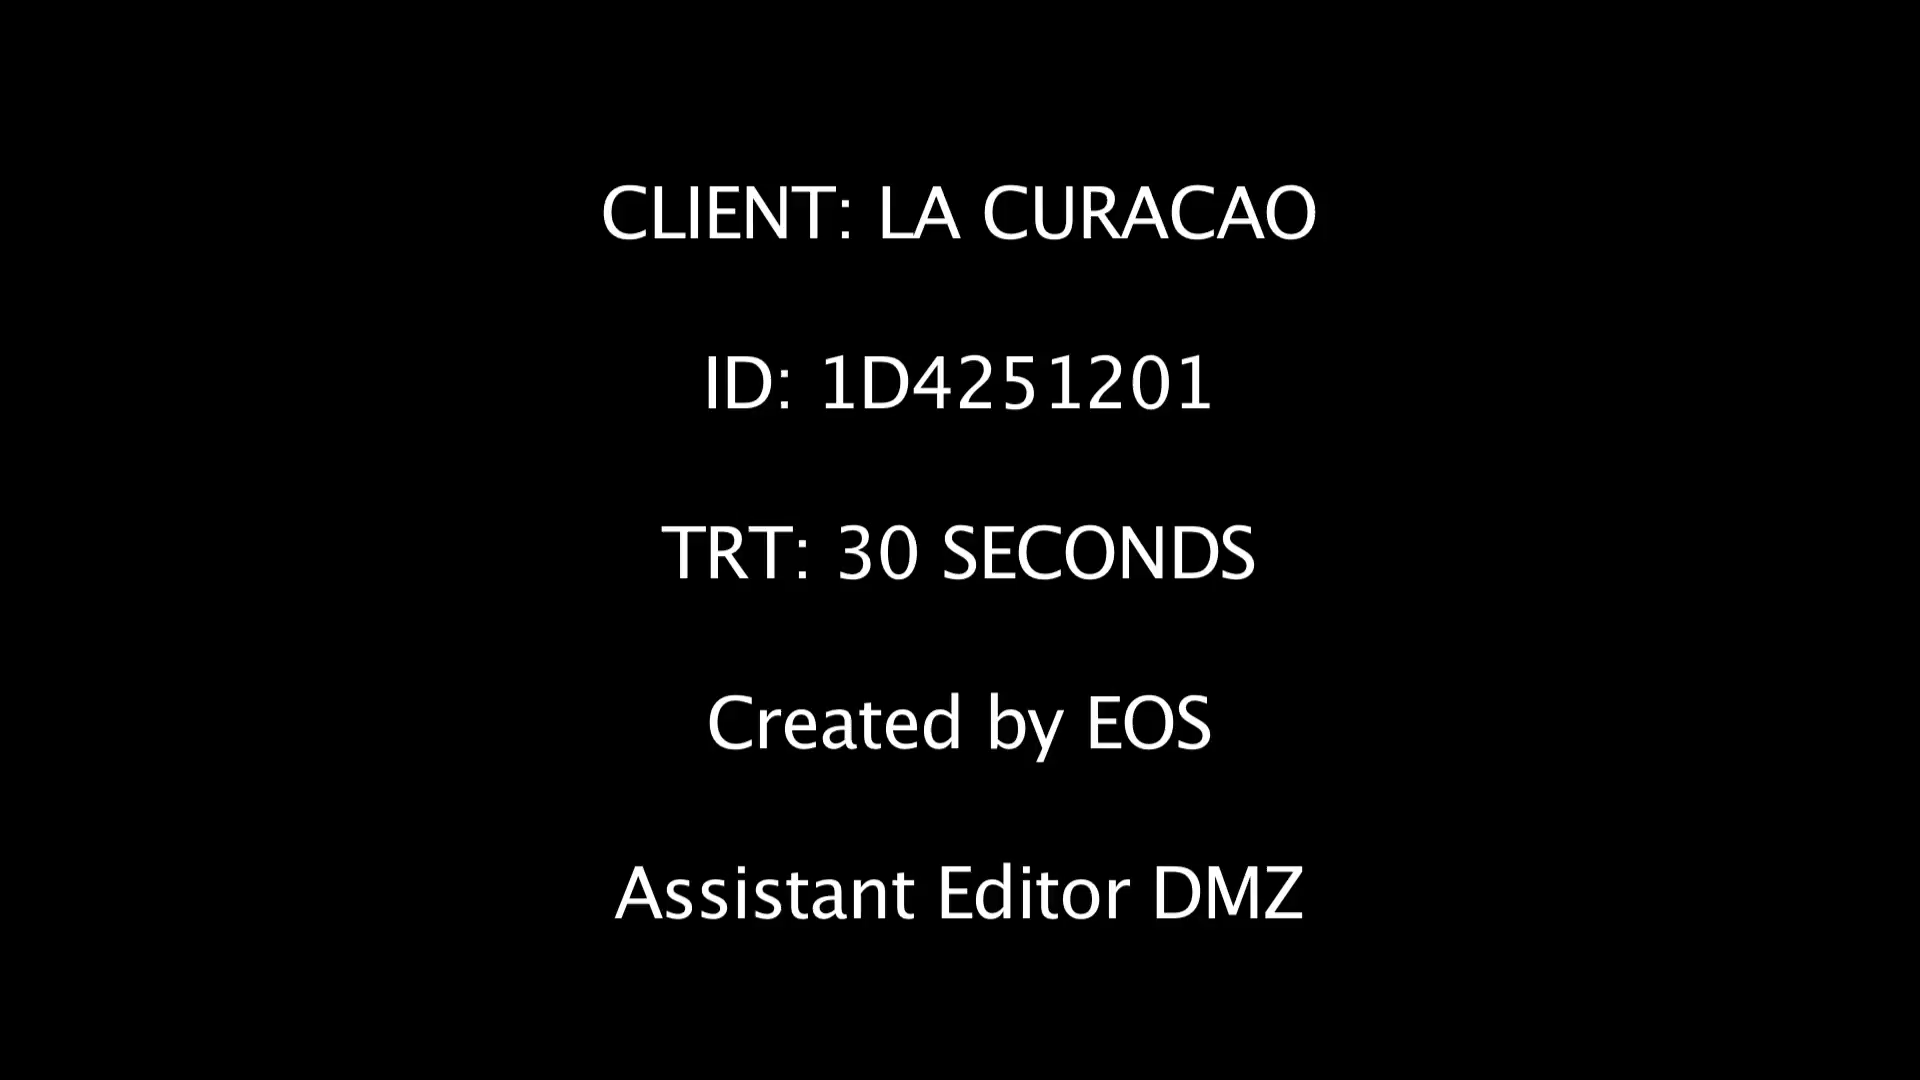 CLIENT: LA CURACAO
ID: 1D4251201
TRT: 30 SECONDS
Created by EOS
Assistant Editor DMZ